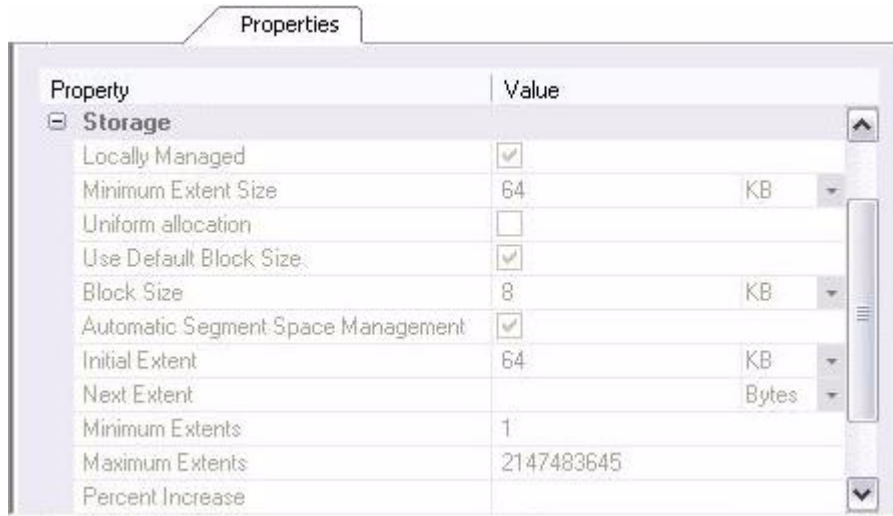 Properties
Property Value
Storage
Locally Managed
Minimum Extent Size 64 KB
Uniform allocation
Use Default Block Size
Block Size 8 KB
Automatic Segment Space Management
Initial Extent 64 KB
Next Extent Bytes
Minimum Extents 1
Maximum Extents 2147483645
Percent Increase